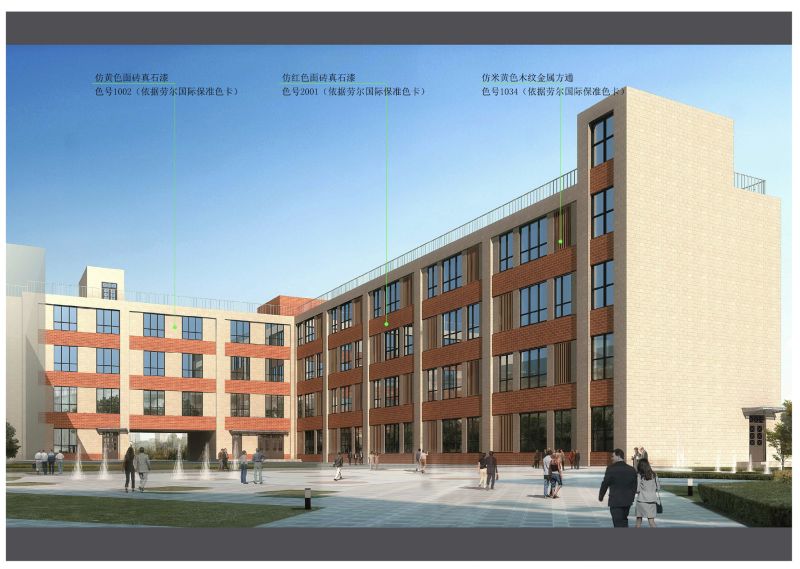 仿黄色面砖真石漆
色号1002（依据劳尔国际保准色卡）
仿红色面砖真石漆
色号2001（依据劳尔国际保准色卡）
仿米黄色木纹金属方通
色号1034（依据劳尔国际保准色卡）